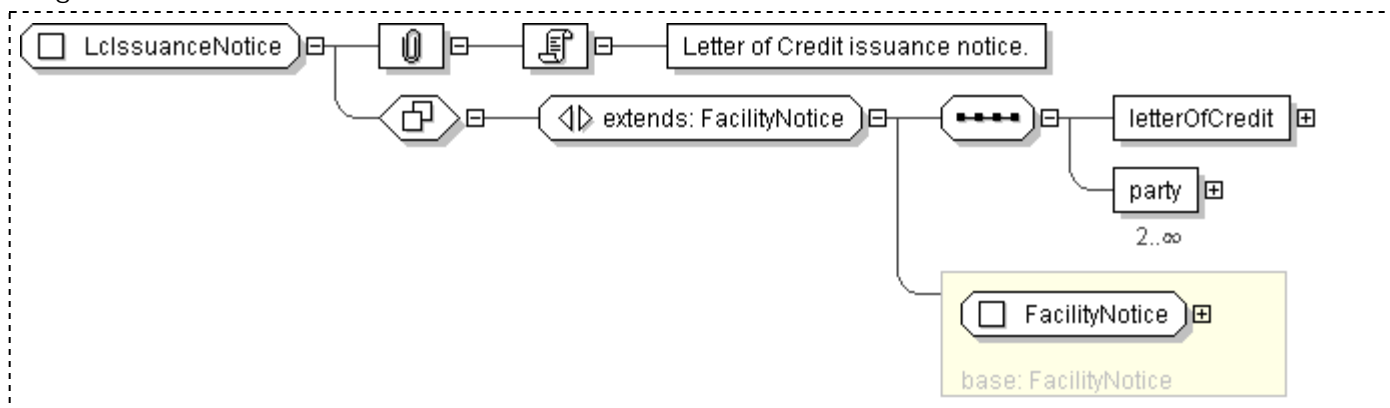 LcIssuanceNotice
Letter of Credit issuance notice.
extends: FacilityNotice
letterOfCredit
party
2..∞
FacilityNotice
base: FacilityNotice